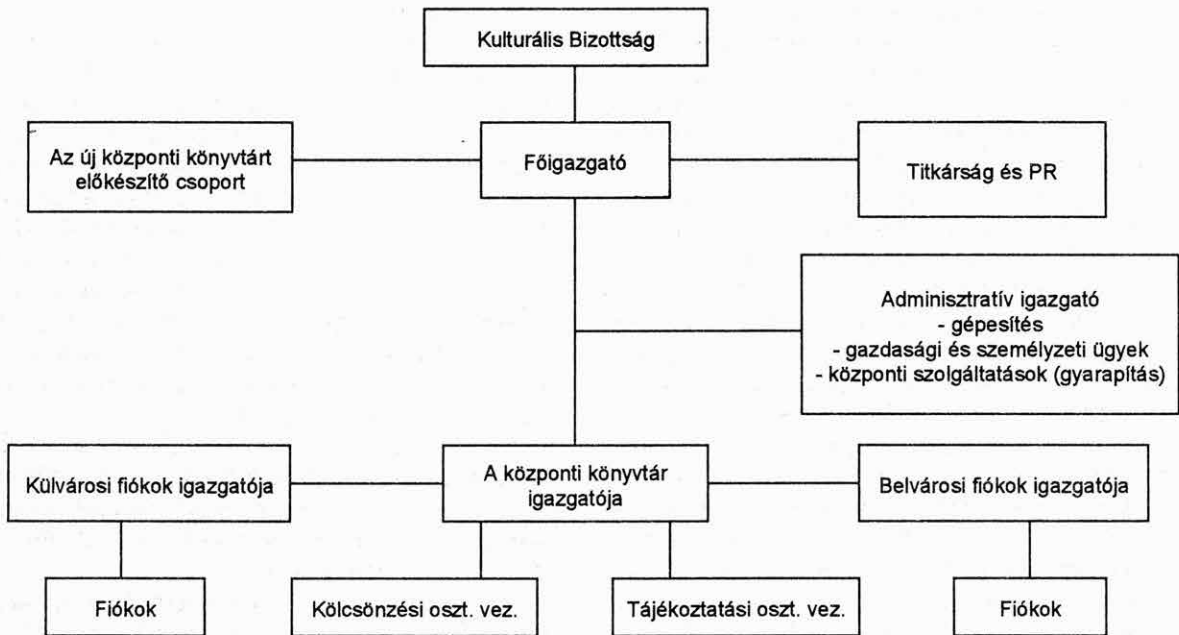 Kulturális Bizottság
Az új központi könyvtárt
előkészítő csoport
Főigazgató
Titkárság és PR
Adminisztratív igazgató
- gépesítés
- gazdasági és személyzeti ügyek
- központi szolgáltatások (gyarapítás)
Külvárosi fiókok igazgatója
A központi könyvtár
igazgatója
Belvárosi fiókok igazgatója
Fiókok
Kölcsönzési oszt. vez.
Tájékoztatási oszt. vez.
Fiókok